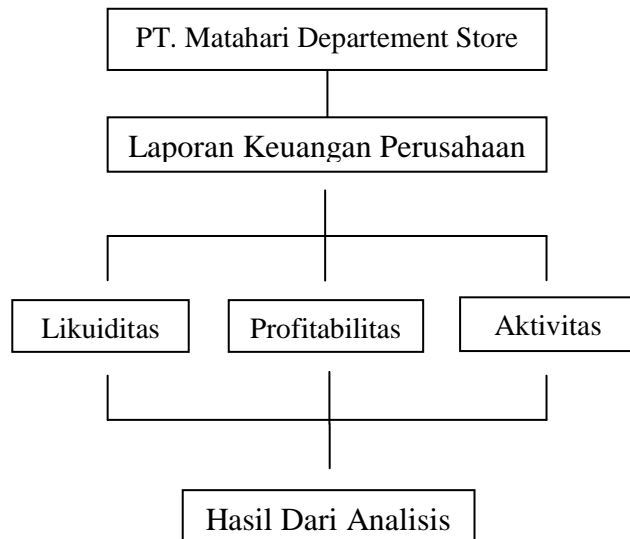 PT. Matahari Departement Store
Laporan Keuangan Perusahaan
Likuiditas
Profitabilitas
Aktivitas
Hasil Dari Analisis